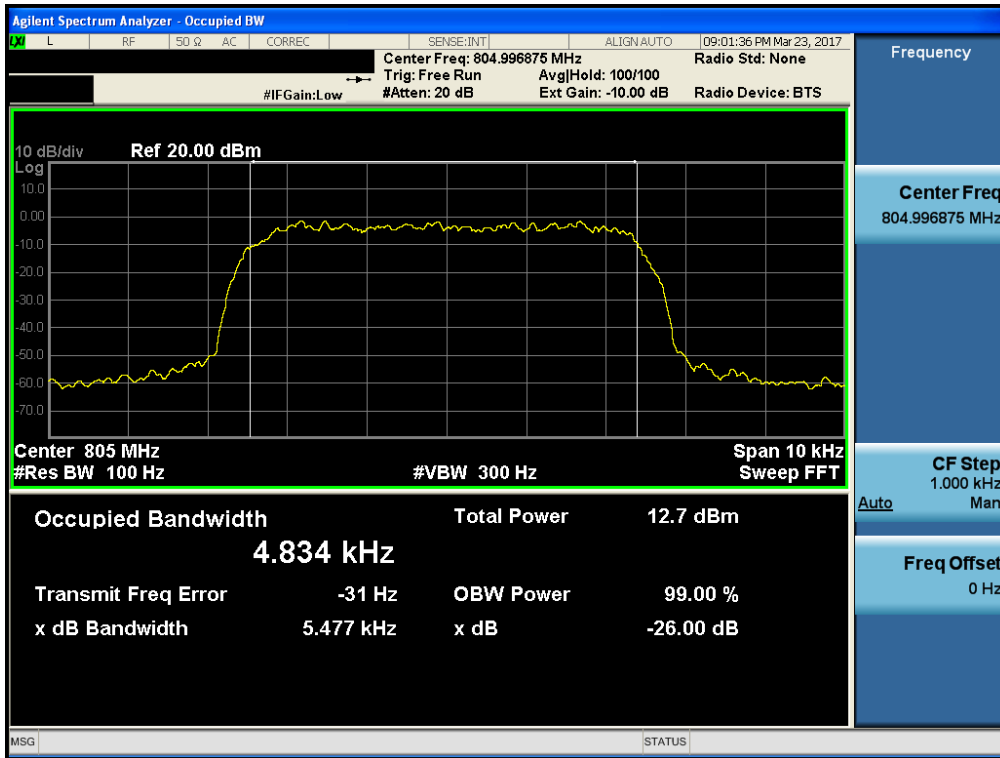 Agilent Spectrum Analyzer - Occupied BW
LXI L RF 50 Ω AC CORREC SENSE:INT ALIGN AUTO 09:01:36 PM Mar 23, 2017
Center Freq: 804.996875 MHz Radio Std: None
Trig: Free Run Avg|Hold: 100/100
#IFGain:Low #Atten: 20 dB Ext Gain: -10.00 dB Radio Device: BTS
10 dB/div Ref 20.00 dBm
Log
10.0
0.00
-10.0
-20.0
-30.0
-40.0
-50.0
-60.0
-70.0
Center 805 MHz Span 10 kHz
#Res BW 100 Hz #VBW 300 Hz Sweep FFT
Occupied Bandwidth Total Power 12.7 dBm
4.834 kHz
Transmit Freq Error -31 Hz OBW Power 99.00 %
x dB Bandwidth 5.477 kHz x dB -26.00 dB
MSG STATUS
Frequency
Center Freq
804.996875 MHz
CF Step
1.000 kHz
Auto Man
Freq Offset
0 Hz